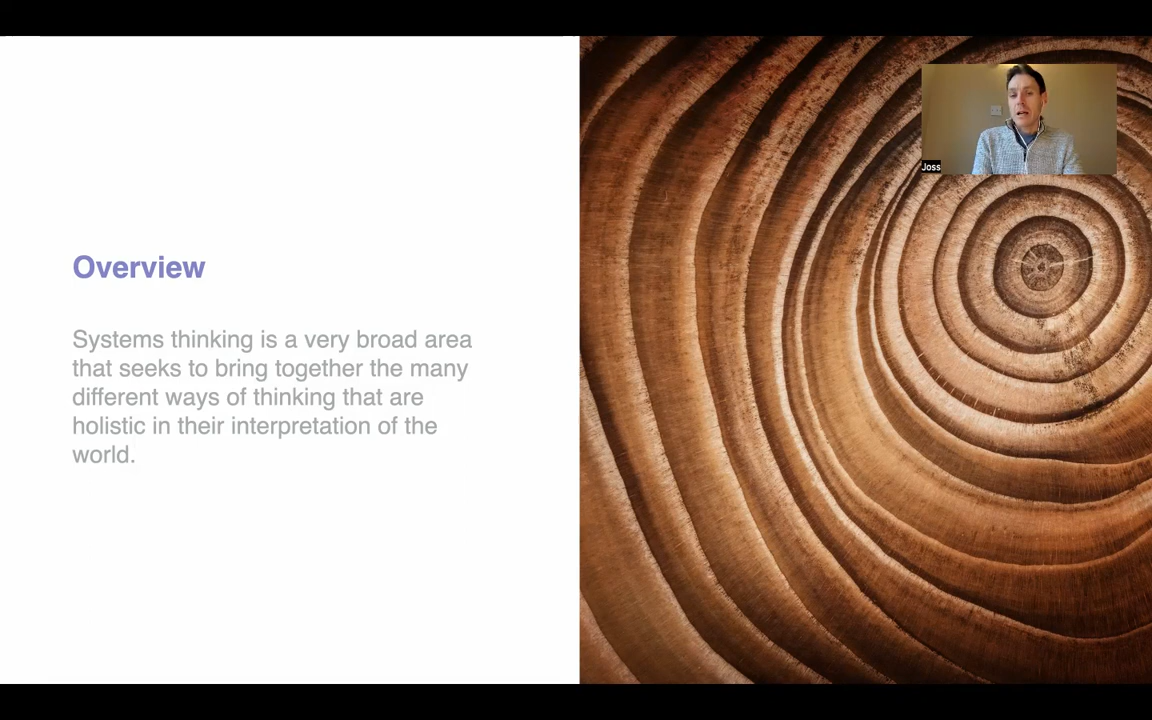 Overview
Systems thinking is a very broad area
that seeks to bring together the many
different ways of thinking that are
holistic in their interpretation of the
world.
Joss